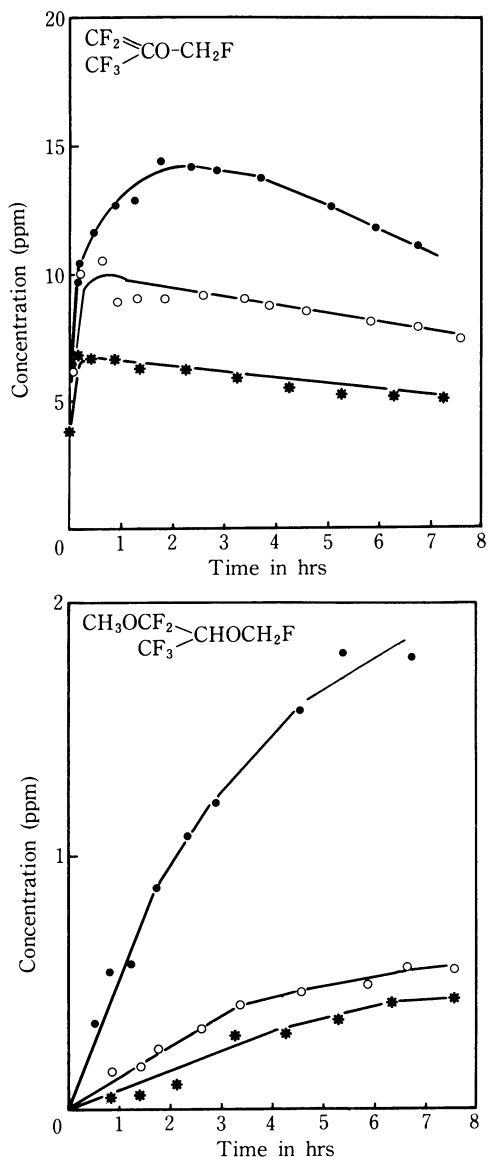 20
CF₂
CO-CH₂F
CF₃
15
10
5
Concentration (ppm)
0 1 2 3 4 5 6 7 8
Time in hrs
2
CH₃OCF₂
CHOCH₂F
CF₃
1
Concentration (ppm)
0 1 2 3 4 5 6 7 8
Time in hrs